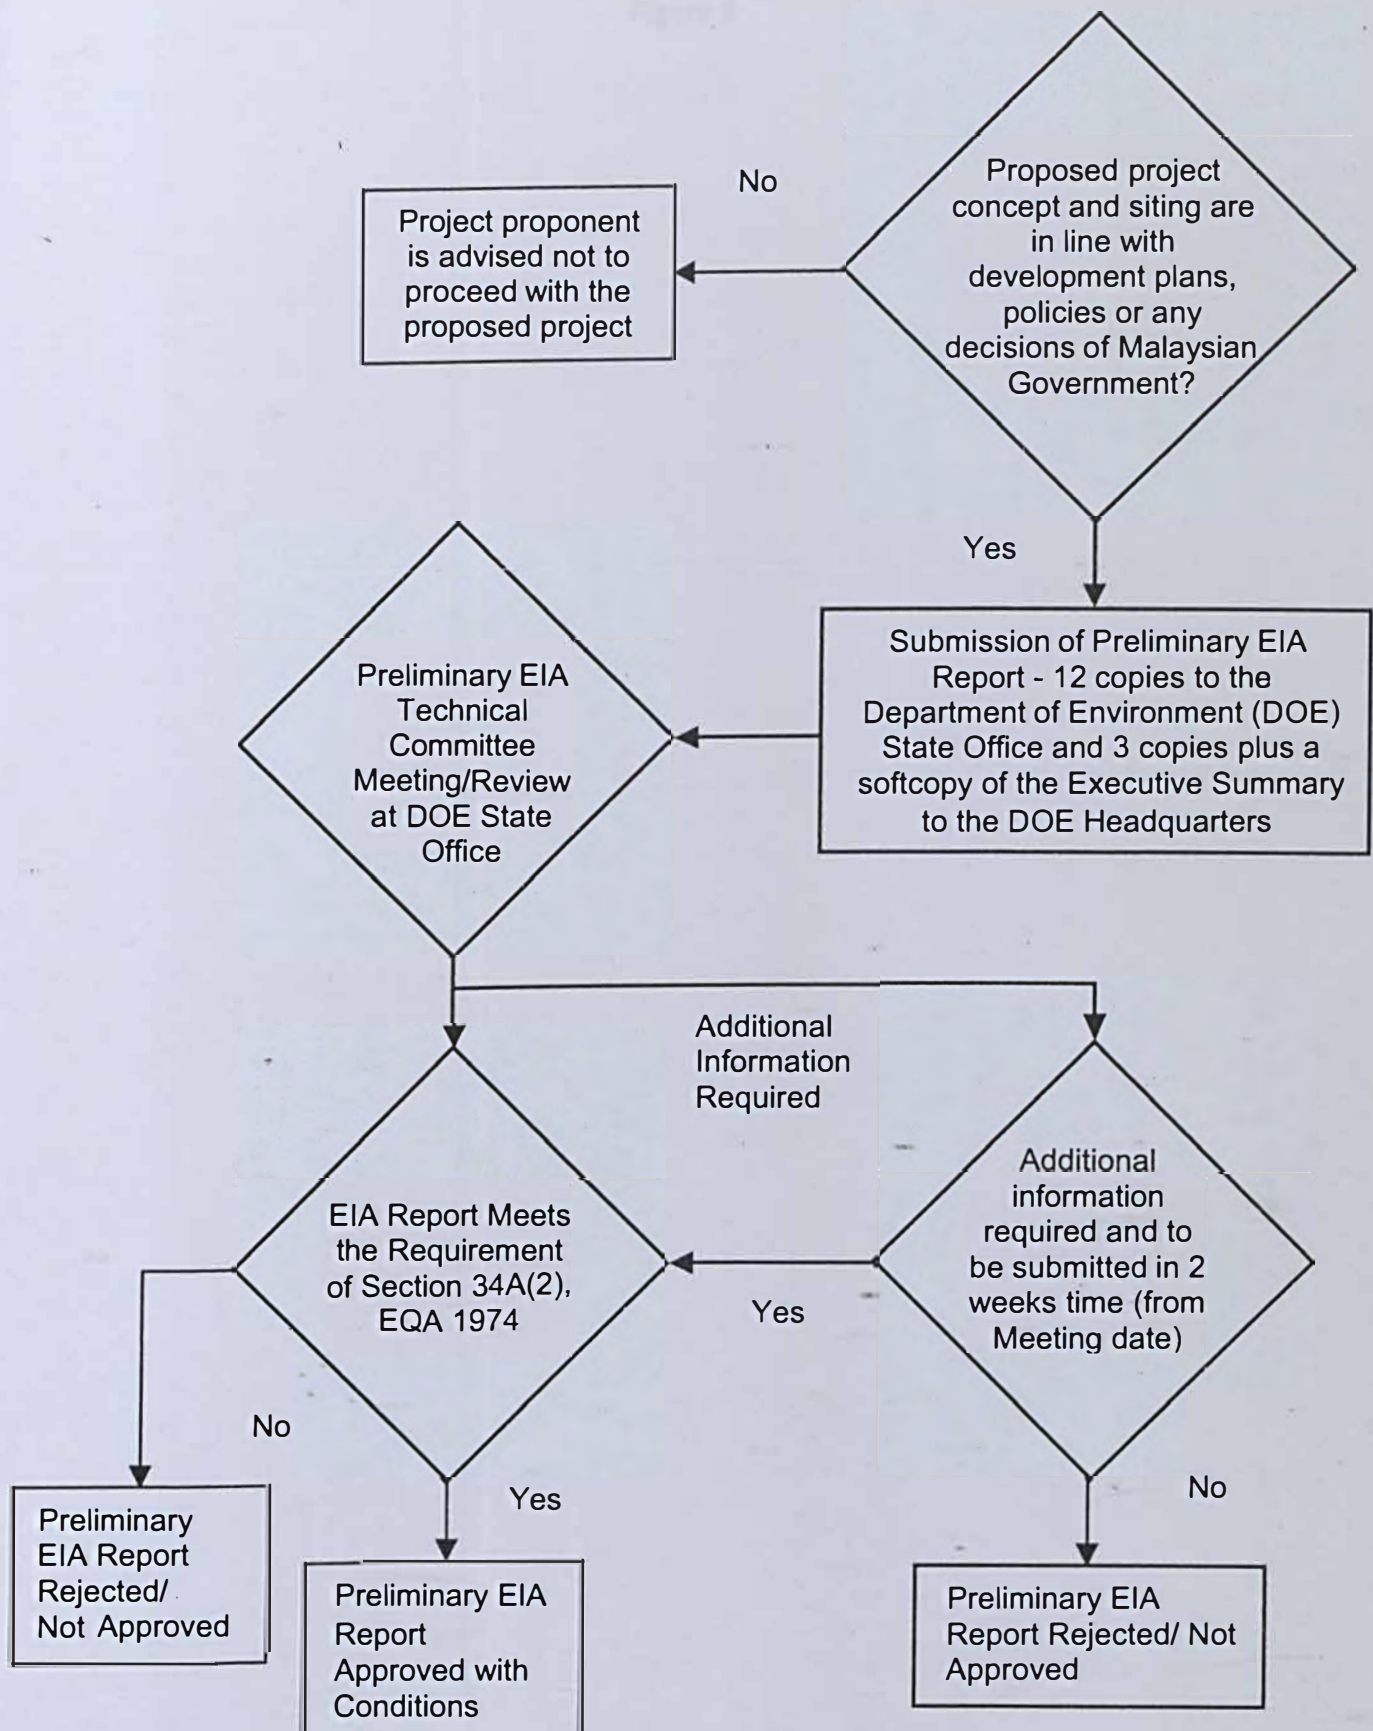 Proposed project
concept and siting are
in line with
development plans,
policies or any
decisions of Malaysian
Government?
No
Project proponent
is advised not to
proceed with the
proposed project
Yes
Submission of Preliminary EIA
Report - 12 copies to the
Department of Environment (DOE)
State Office and 3 copies plus a
softcopy of the Executive Summary
to the DOE Headquarters
Preliminary EIA
Technical
Committee
Meeting/Review
at DOE State
Office
Additional
Information
Required
Additional
information
required and to
be submitted in 2
weeks time (from
Meeting date)
Yes
EIA Report Meets
the Requirement
of Section 34A(2),
EQA 1974
No
Preliminary
EIA Report
Rejected/
Not Approved
Yes
Preliminary EIA
Report
Approved with
Conditions
No
Preliminary EIA
Report Rejected/ Not
Approved